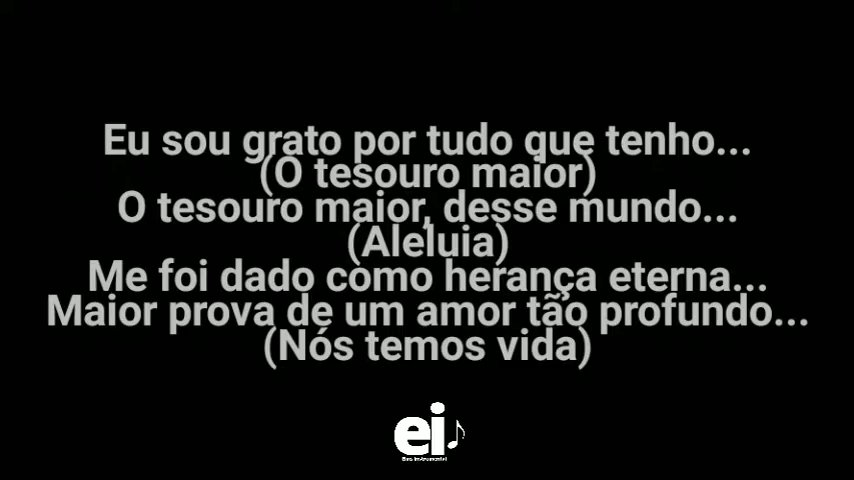 Eu sou grato por tudo que tenho...
(O tesouro maior)
O tesouro maior, desse mundo...
(Aleluia)
Me foi dado como herança eterna...
Maior prova de um amor tão profundo...
(Nós temos vida)
ei